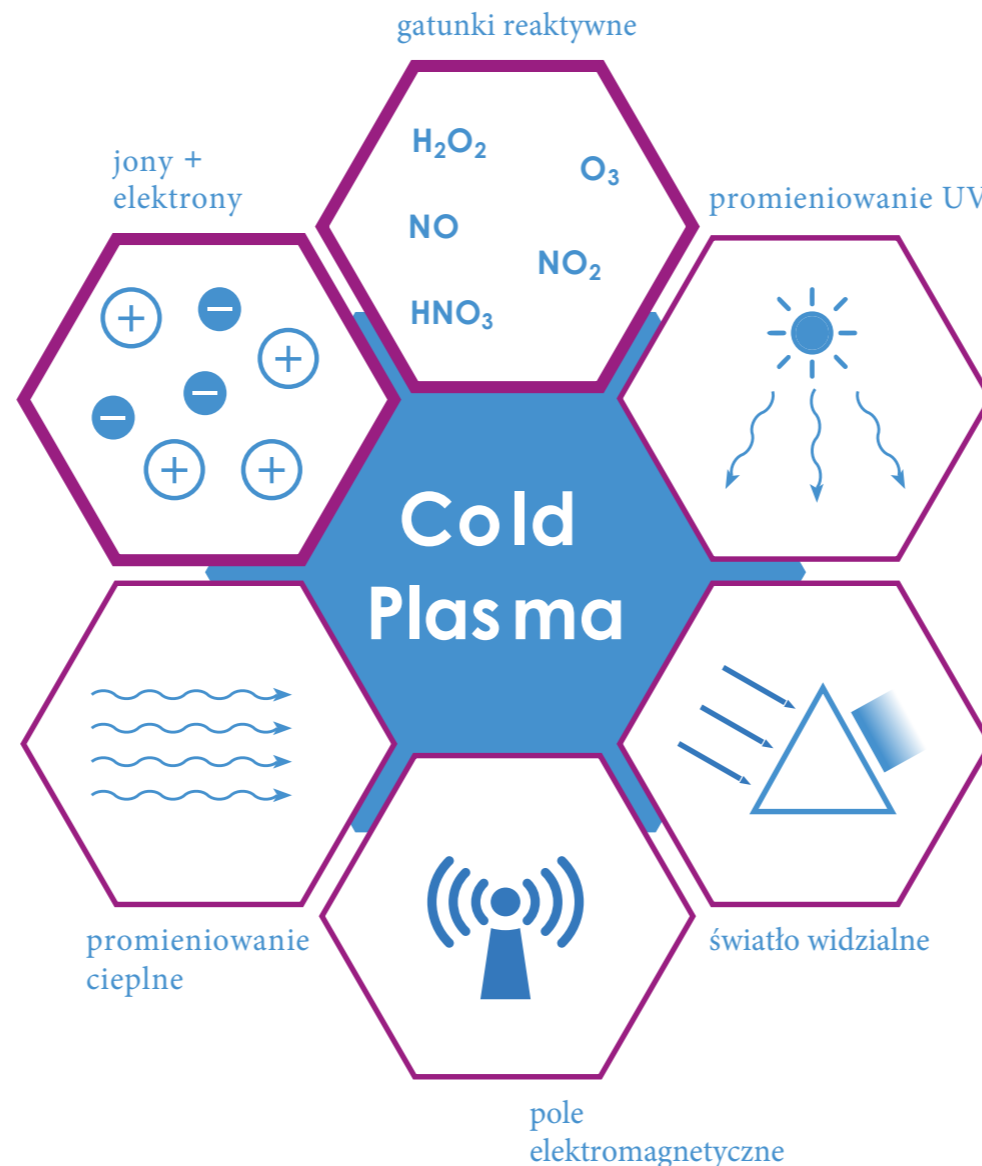 gatunki reaktywne
H₂O₂
O₃
NO
NO₂
HNO₃
jony +
elektrony
promieniowanie UV
Cold
Plasma
promieniowanie
cieplne
światło widzialne
pole
elektromagnetyczne